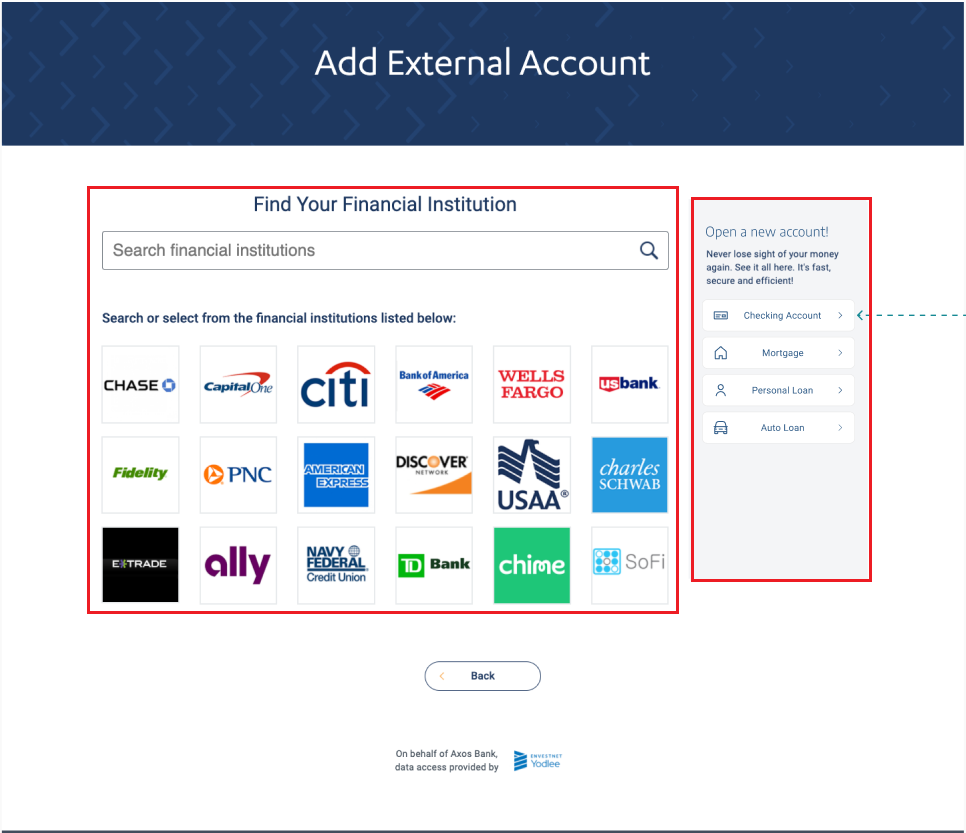 Add External Account
Find Your Financial Institution
Search financial institutions
Search or select from the financial institutions listed below:
CHASE
Capital One
citi
Bank of America
WELLS
FARGO
usbank
Fidelity
PNC
AMERICAN
EXPRESS
DISCOVER
NETWORK
USAA®
charles
SCHWAB
E*TRADE
ally
NAVY
FEDERAL
Credit Union
TD Bank
chime
SoFi
Open a new account!
Never lose sight of your money
again. See it all here. It's fast,
secure and efficient!
Checking Account
Mortgage
Personal Loan
Auto Loan
Back
On behalf of Axos Bank,
data access provided by
ENVESTNET
Yodlee